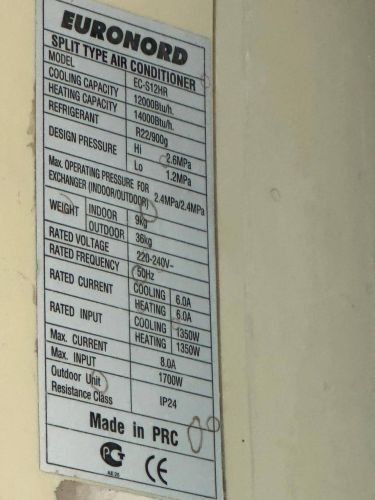 EURONORD
SPLIT TYPE AIR CONDITIONER
MODEL EC-S12HR
COOLING CAPACITY 12000Btu/h.
HEATING CAPACITY 14000Btu/h.
REFRIGERANT R22/900g
DESIGN PRESSURE Hi 2.6MPa
Lo 1.2MPa
Max. OPERATING PRESSURE FOR
EXCHANGER (INDOOR/OUTDOOR) 2.4MPa/2.4MPa
WEIGHT INDOOR 9kg
OUTDOOR 36kg
RATED VOLTAGE 220-240V~
RATED FREQUENCY 50Hz
RATED CURRENT COOLING 6.0A
HEATING 6.0A
RATED INPUT COOLING 1350W
HEATING 1350W
Max. CURRENT 8.0A
Max. INPUT 1700W
Outdoor Unit
Resistance Class IP24
Made in PRC
PCT CE